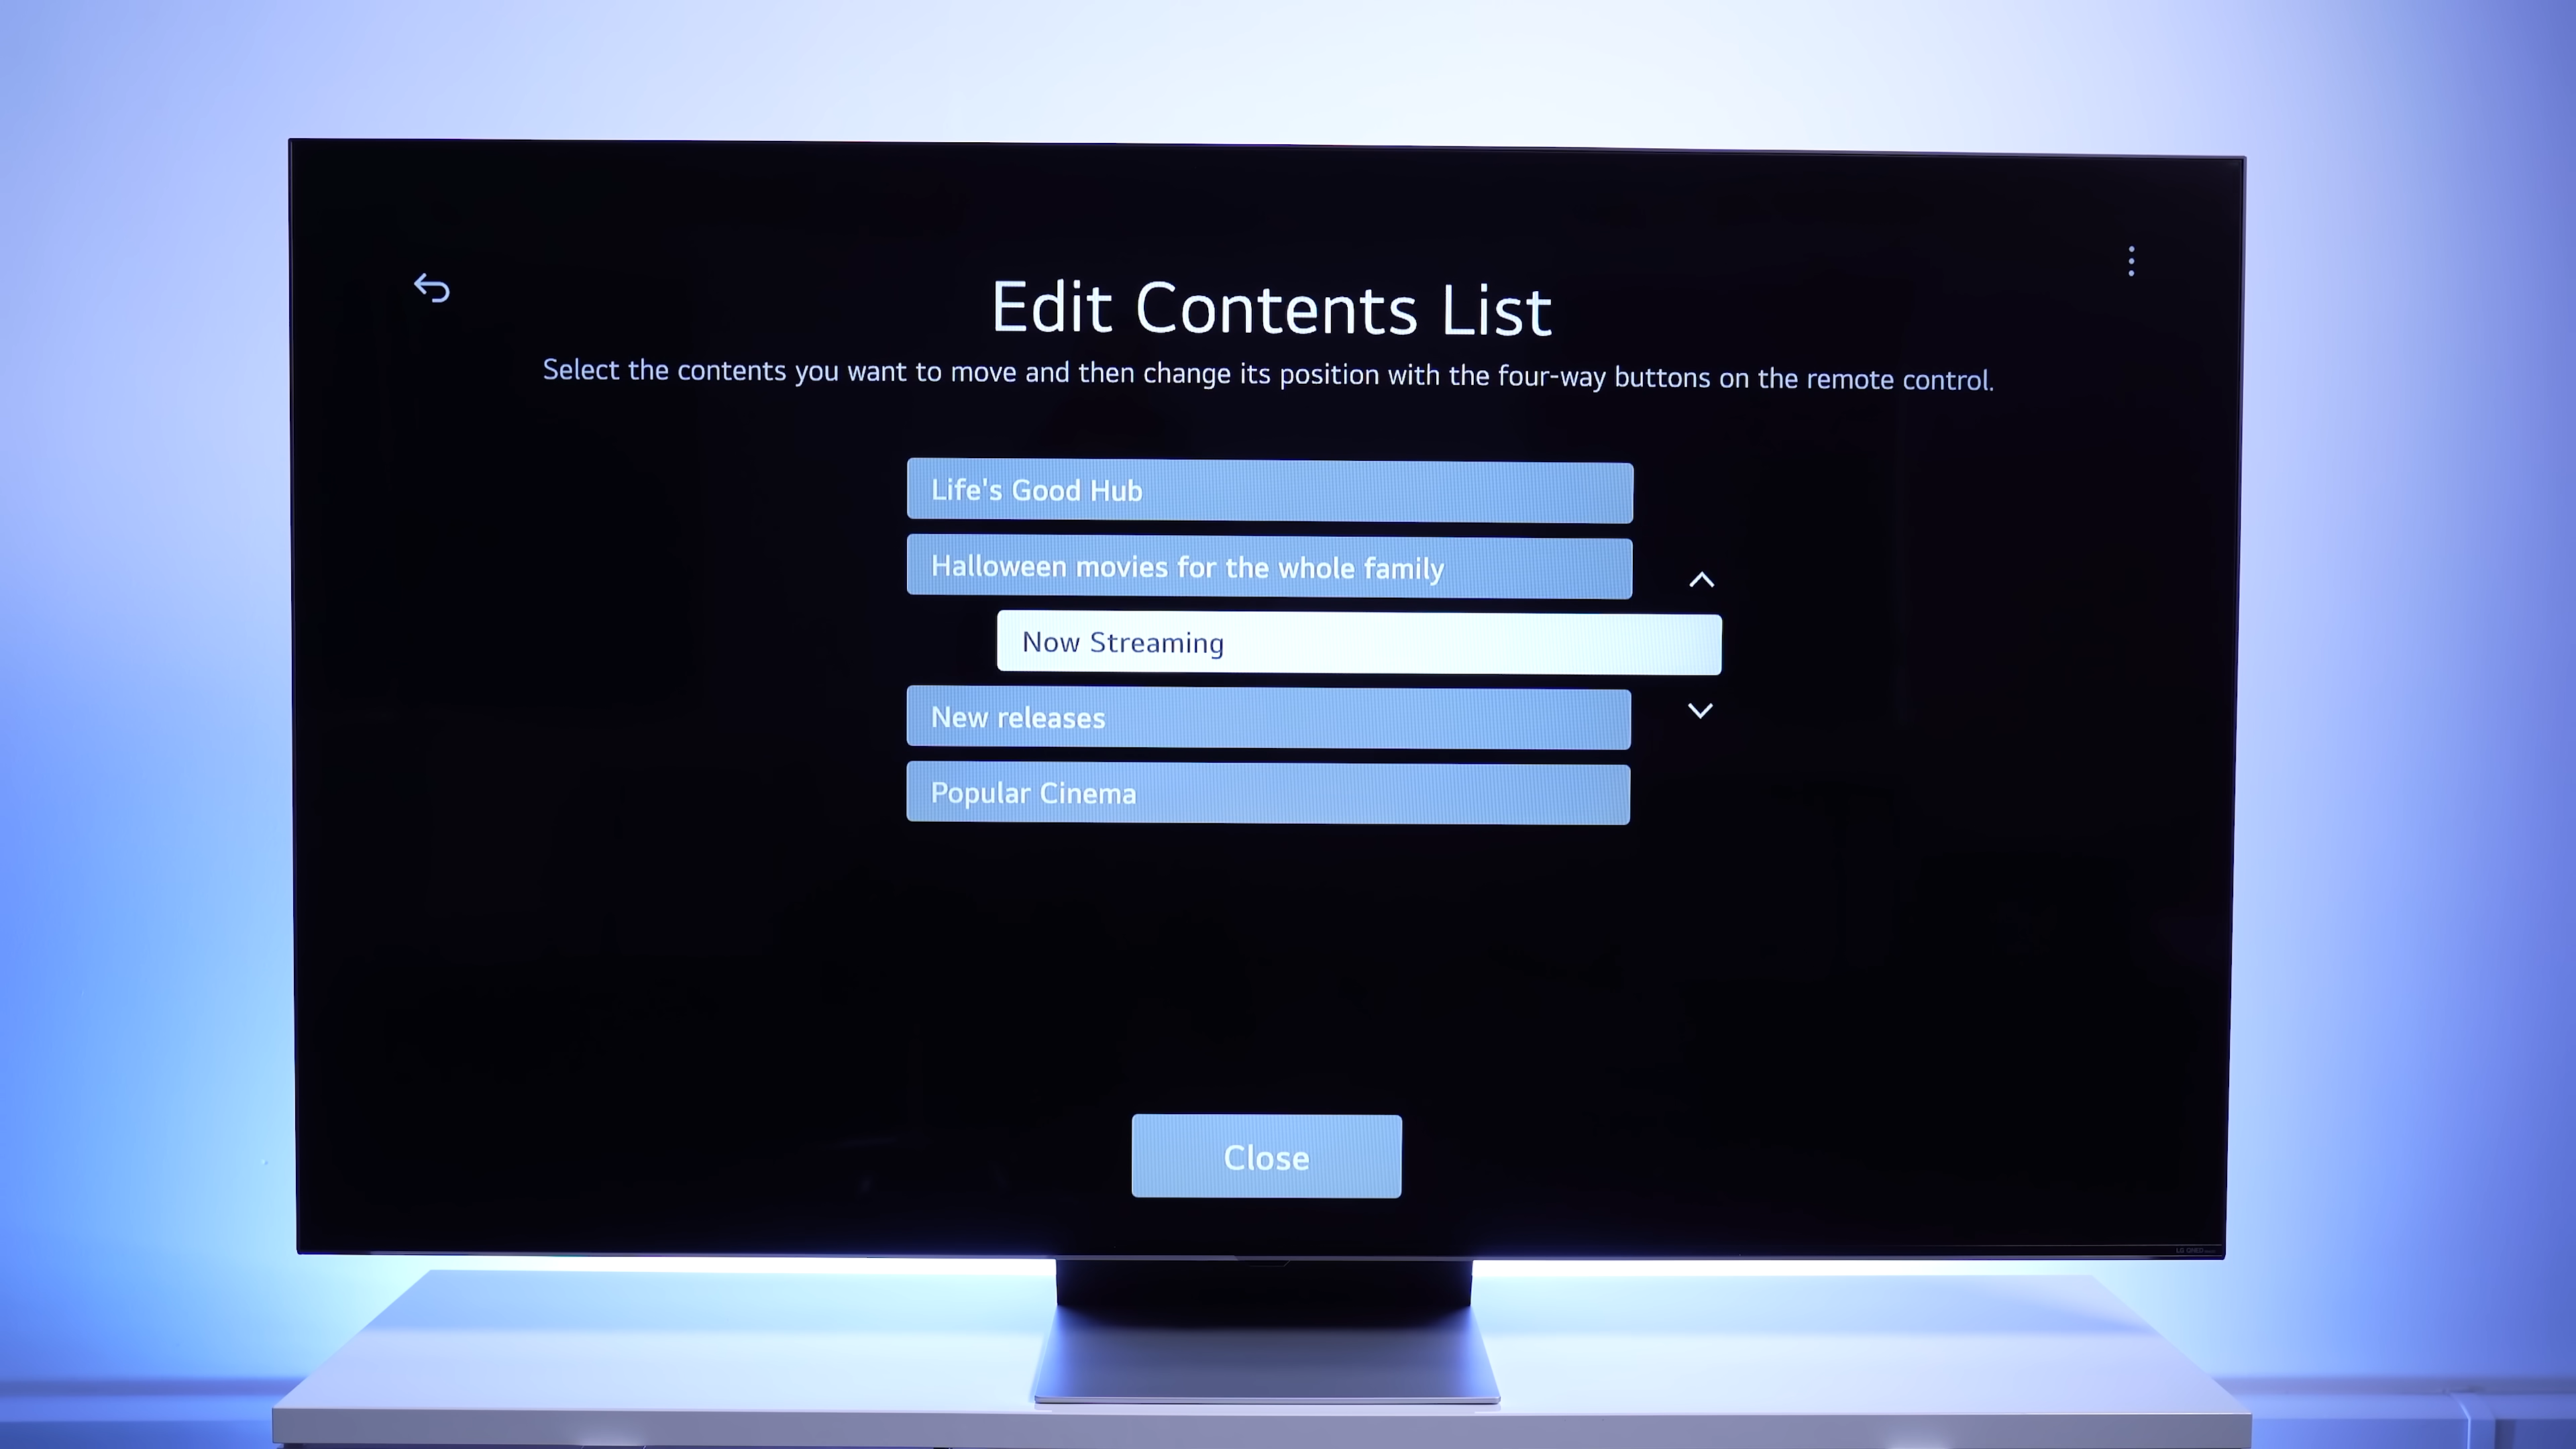 Edit Contents List
Select the contents you want to move and then change its position with the four-way buttons on the remote control.
Life's Good Hub
Halloween movies for the whole family
Now Streaming
New releases
Popular Cinema
Close
LG QNED